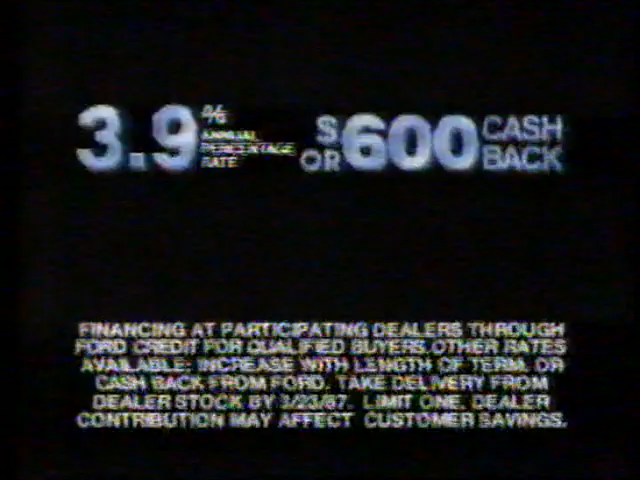 3.9% ANNUAL PERCENTAGE RATE OR $600 CASH BACK
FINANCING AT PARTICIPATING DEALERS THROUGH
FORD CREDIT FOR QUALIFIED BUYERS. OTHER RATES
AVAILABLE: INCREASE WITH LENGTH OF TERM. OR
CASH BACK FROM FORD. TAKE DELIVERY FROM
DEALER STOCK BY 3/23/87. LIMIT ONE. DEALER
CONTRIBUTION MAY AFFECT CUSTOMER SAVINGS.